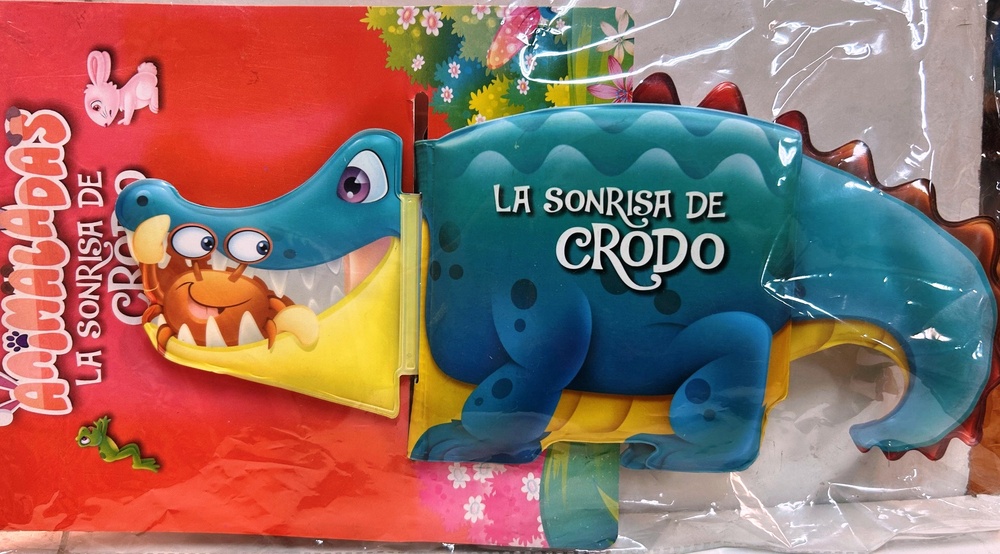 ANIMALADAS
LA SONRISA DE
CRODO
LA SONRISA DE
CRODO